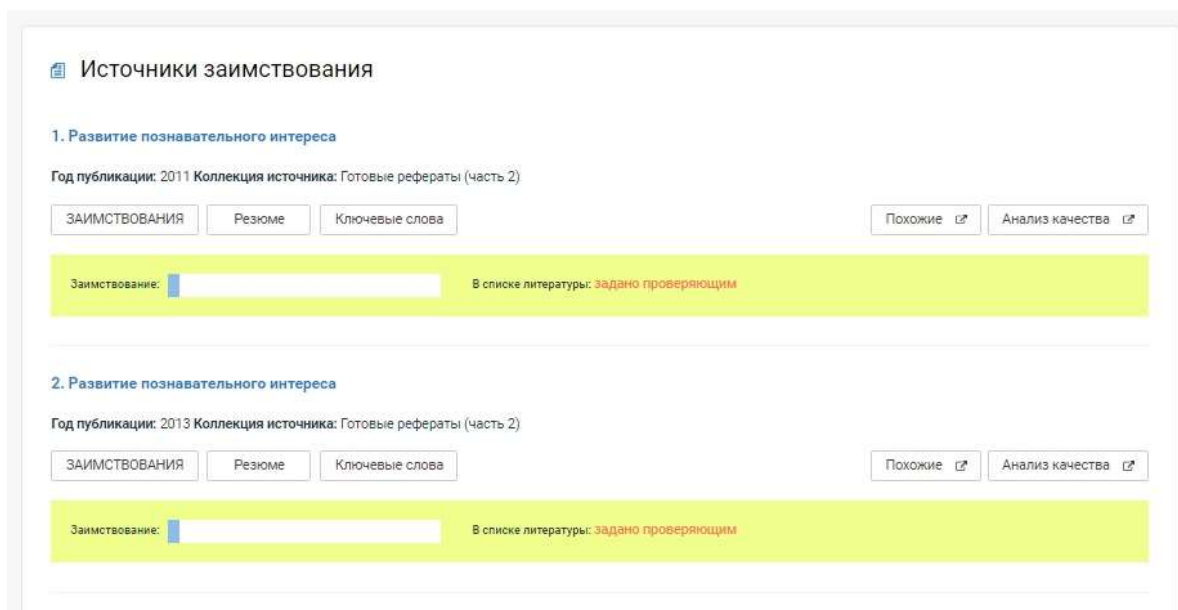 Источники заимствования
1. Развитие познавательного интереса
Год публикации: 2011 Коллекция источника: Готовые рефераты (часть 2)
ЗАИМСТВОВАНИЯ Резюме Ключевые слова Похожие Анализ качества
Заимствование: В списке литературы: задано проверяющим
2. Развитие познавательного интереса
Год публикации: 2013 Коллекция источника: Готовые рефераты (часть 2)
ЗАИМСТВОВАНИЯ Резюме Ключевые слова Похожие Анализ качества
Заимствование: В списке литературы: задано проверяющим